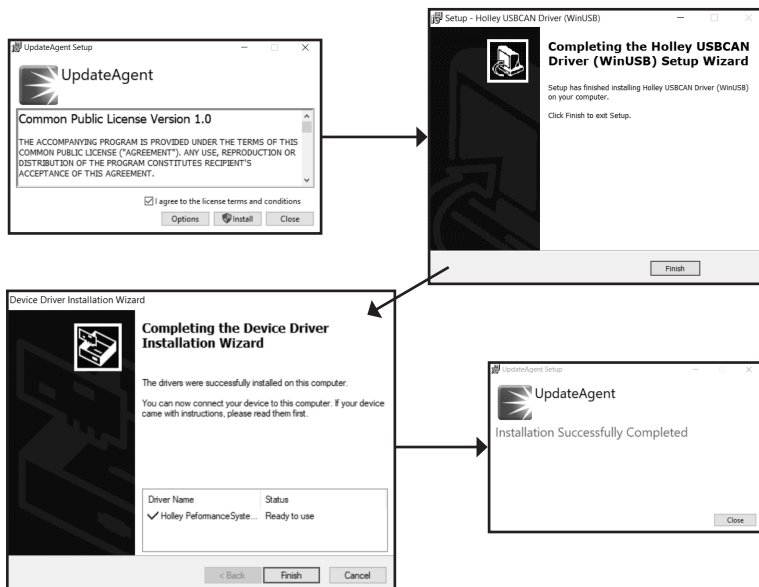 UpdateAgent Setup
UpdateAgent
Common Public License Version 1.0
THE ACCOMPANYING PROGRAM IS PROVIDED UNDER THE TERMS OF THIS
COMMON PUBLIC LICENSE ("AGREEMENT"). ANY USE, REPRODUCTION OR
DISTRIBUTION OF THE PROGRAM CONSTITUTES RECIPIENT'S
ACCEPTANCE OF THIS AGREEMENT.
I agree to the license terms and conditions
Options Install Close
Setup - Holley USBCAN Driver (WinUSB)
Completing the Holley USBCAN
Driver (WinUSB) Setup Wizard
Setup has finished installing Holley USBCAN Driver (WinUSB)
on your computer.
Click Finish to exit Setup.
Finish
Device Driver Installation Wizard
Completing the Device Driver
Installation Wizard
The drivers were successfully installed on this computer.
You can now connect your device to this computer. If your device
came with instructions, please read them first.
Driver Name Status
Holley PeformanceSyste... Ready to use
< Back Finish Cancel
UpdateAgent Setup
UpdateAgent
Installation Successfully Completed
Close